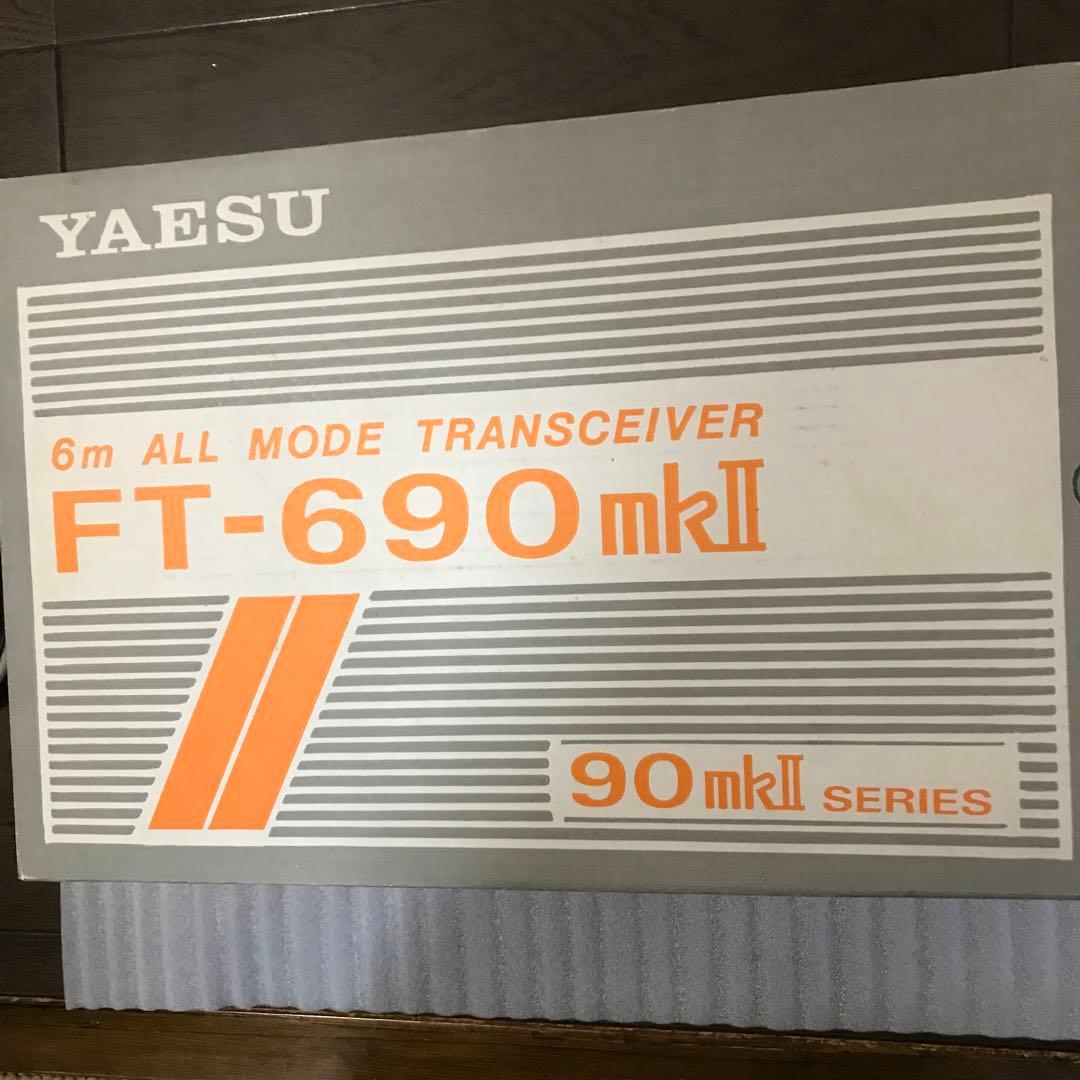 YAESU
6m ALL MODE TRANSCEIVER
FT-690mkII
90mkII SERIES